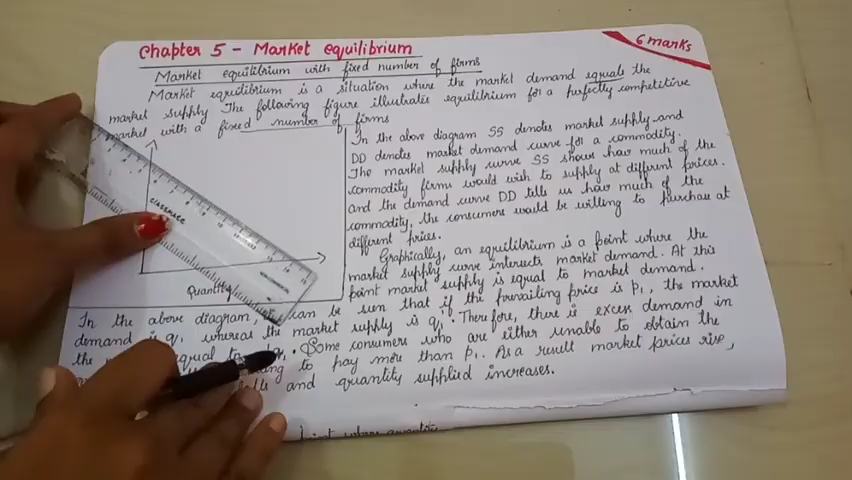 Chapter 5 - Market equilibrium
6 marks
Market equilibrium with fixed number of firms
Market equilibrium is a situation where the market demand equals the
market supply The following figure illustrates equilibrium for a perfectly competitive
market with a fixed number of firms
In the above diagram SS denotes market supply and
DD denotes market demand curve for a commodity.
The market supply curve SS shows how much of the
commodity firms would wish to supply at different prices.
and the demand curve DD tells us how much of the
commodity, the consumers would be willing to purchase at
different prices.
Graphically, an equilibrium is a point where the
market supply curve intersects market demand. At this
point market supply is equal to market demand.
classmate
Quantity
In the above diagram, it can be seen that if the prevailing price is p1, the market
demand is q1 whereas the market supply is q1'. Therefore, there is excess demand in
the equal to q1. Some consumers who are either unable to obtain the
to pay more than p1. As a result market prices rise,
falls and quantity supplied increases.
point where